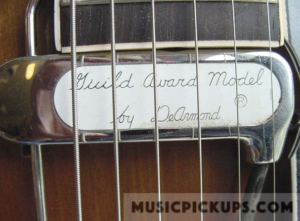 Guild Award Model
®
by DeArmond
MUSICPICKUPS.COM